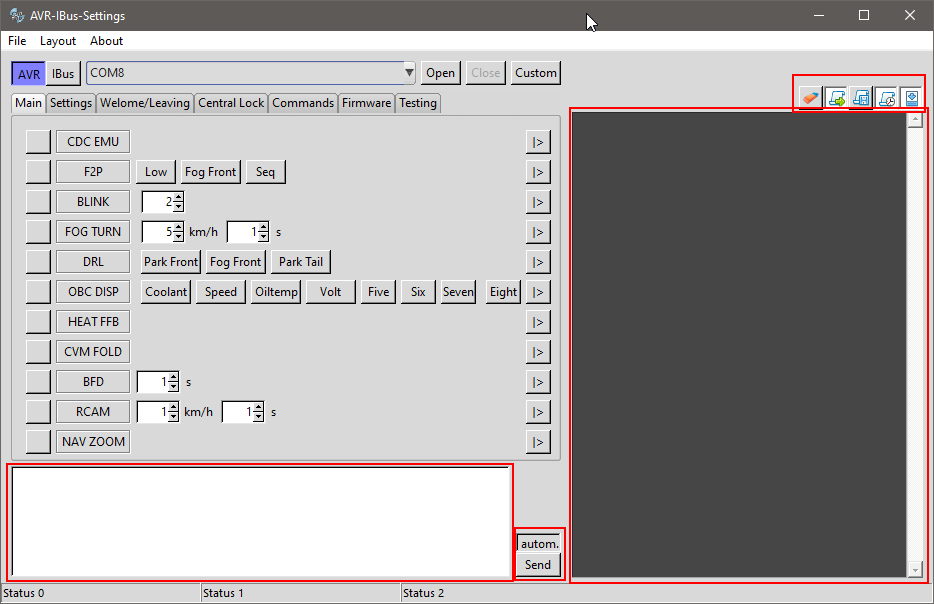 AVR-IBus-Settings
File Layout About
AVR IBus COM8 Open Close Custom
Main Settings Welome/Leaving Central Lock Commands Firmware Testing
CDC EMU |>
F2P Low Fog Front Seq |>
BLINK 2 |>
FOG TURN 5 km/h 1 s |>
DRL Park Front Fog Front Park Tail |>
OBC DISP Coolant Speed Oiltemp Volt Five Six Seven Eight |>
HEAT FFB |>
CVM FOLD |>
BFD 1 s |>
RCAM 1 km/h 1 s |>
NAV ZOOM |>
autom.
Send
Status 0 Status 1 Status 2